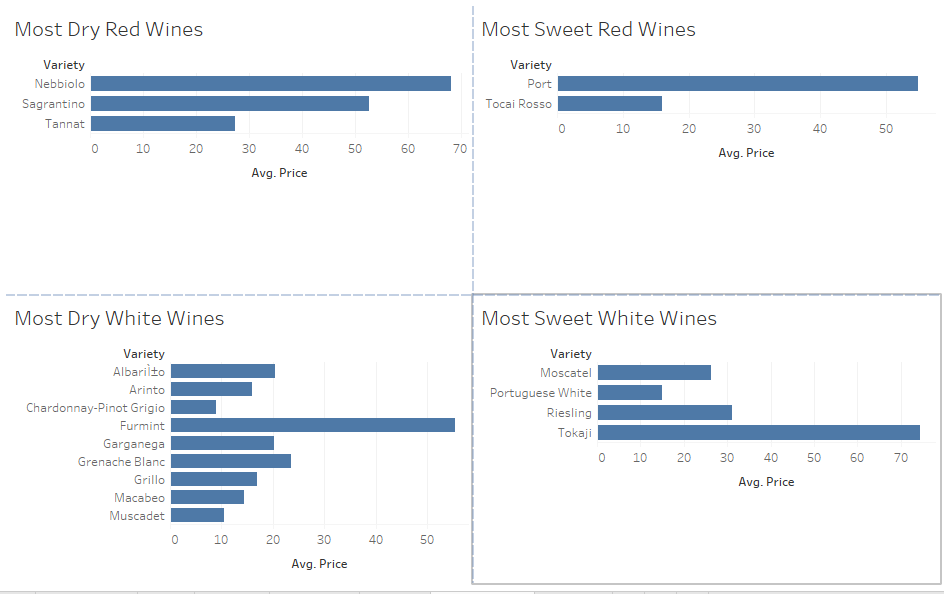 Most Dry Red Wines
Variety
Nebbiolo
Sagrantino
Tannat
0 10 20 30 40 50 60 70
Avg. Price
Most Sweet Red Wines
Variety
Port
Tocai Rosso
0 10 20 30 40 50
Avg. Price
Most Dry White Wines
Variety
AlbariÌ±o
Arinto
Chardonnay-Pinot Grigio
Furmint
Garganega
Grenache Blanc
Grillo
Macabeo
Muscadet
0 10 20 30 40 50
Avg. Price
Most Sweet White Wines
Variety
Moscatel
Portuguese White
Riesling
Tokaji
0 10 20 30 40 50 60 70
Avg. Price